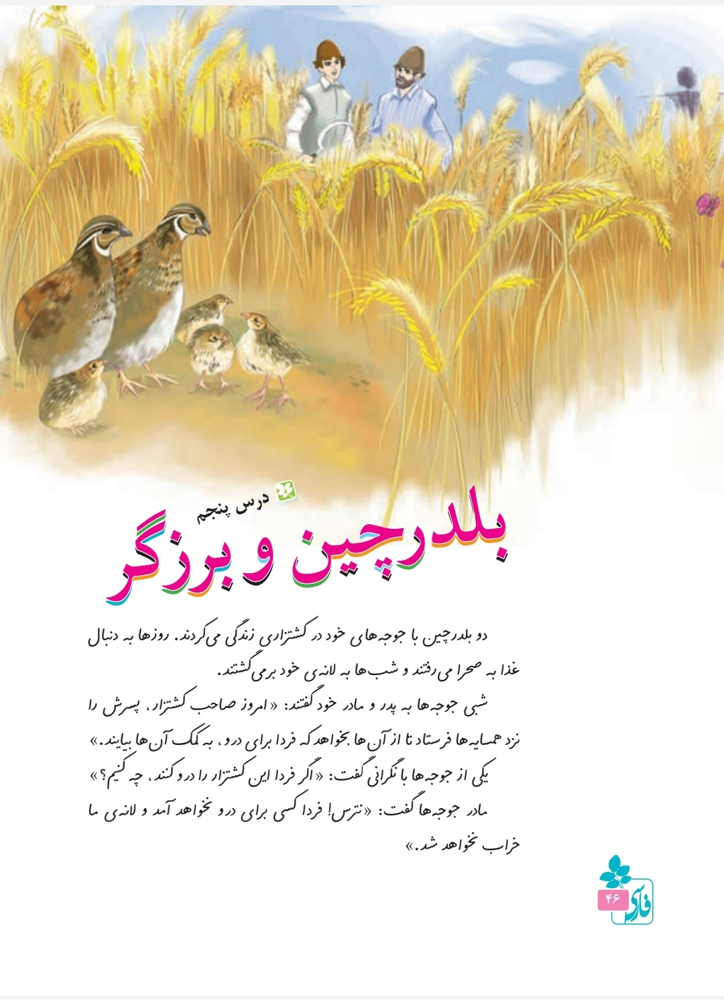 درس پنجم
بلدرچین و برزگر
دو بلدرچین با جوجه‌های خود در کشتزاری زندگی می‌کردند. روزها به دنبال
غذا به صحرا می‌رفتند و شب‌ها به لانه‌ی خود برمی‌گشتند.
شبی جوجه‌ها به پدر و مادر خود گفتند: «امروز صاحب کشتزار، پسرش را
نزد همسایه‌ها فرستاد تا از آن‌ها بخواهد که فردا برای درو، به کمک آن‌ها بیایند.»
یکی از جوجه‌ها با نگرانی گفت: «اگر فردا این کشتزار را درو کنند، چه کنیم؟»
مادر جوجه‌ها گفت: «نترس! فردا کسی برای درو نخواهد آمد و لانه‌ی ما
خراب نخواهد شد.»
فارسی
۴۶